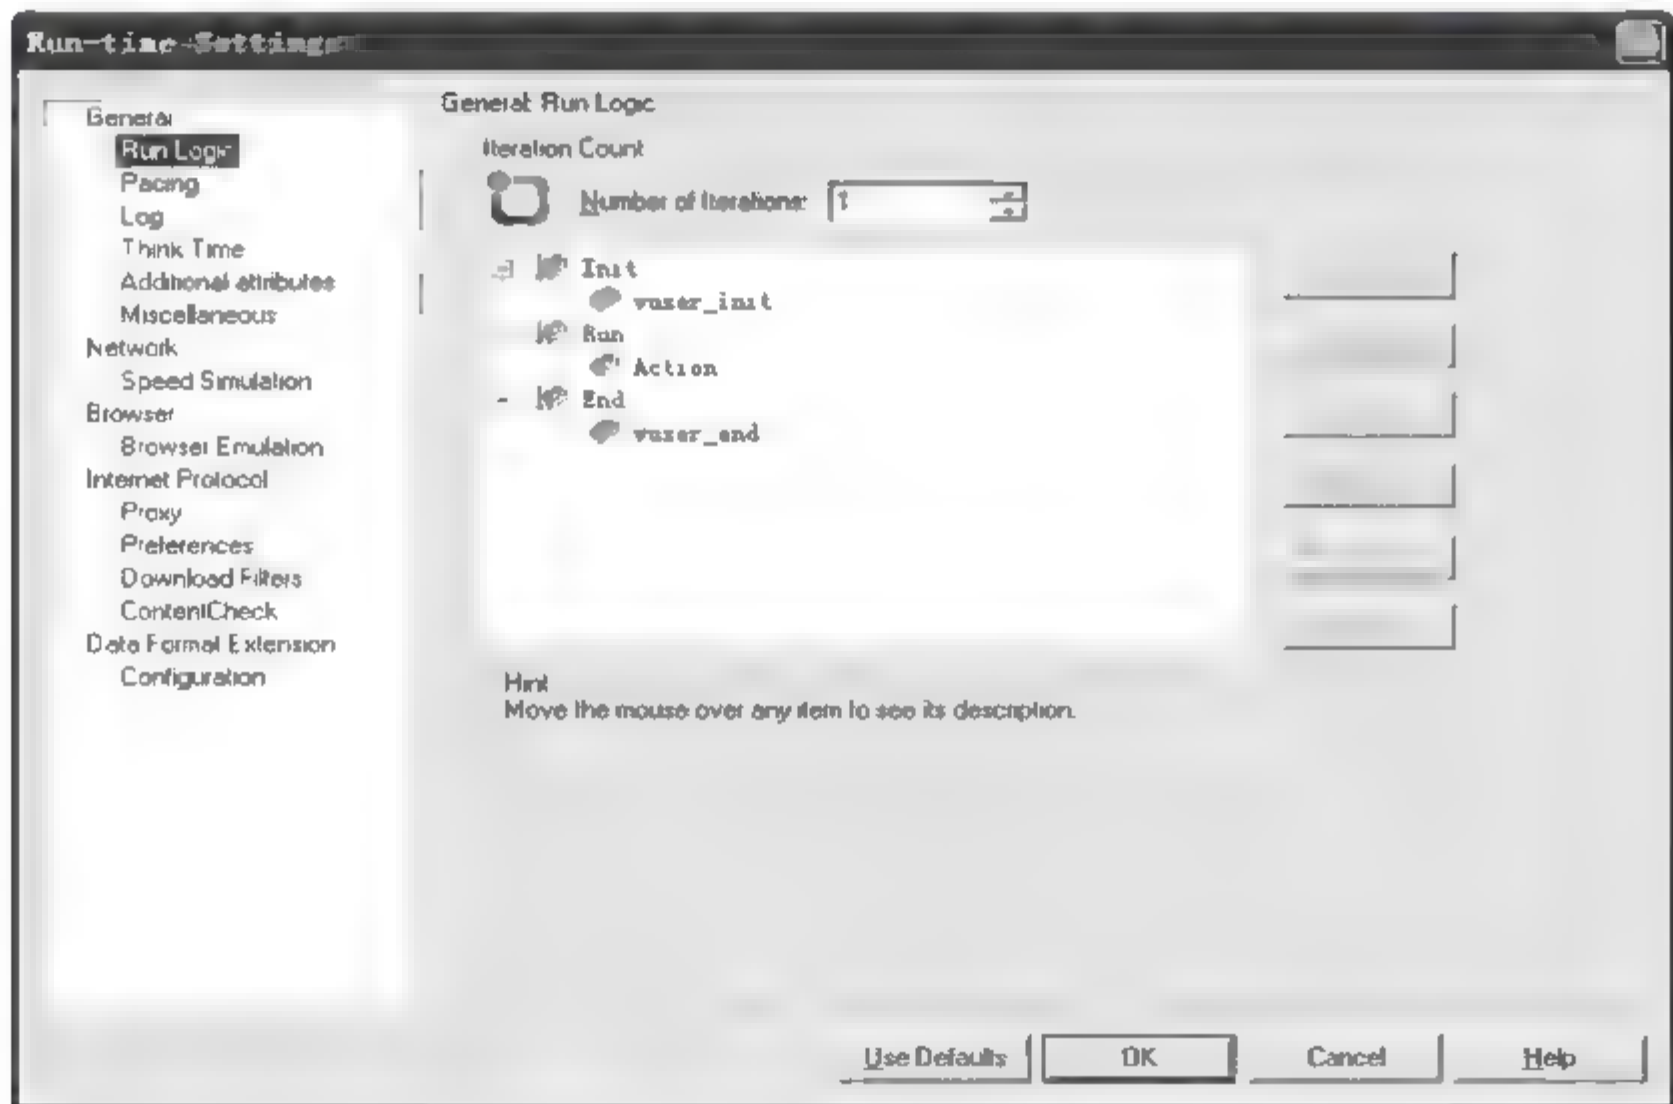 Run-time Settings
General
Run Logic
Pacing
Log
Think Time
Additional attributes
Miscellaneous
Network
Speed Simulation
Browser
Browser Emulation
Internet Protocol
Proxy
Preferences
Download Filters
ContentCheck
Data Format Extension
Configuration
General: Run Logic
Iteration Count
Number of Iterations: 1
Init
vuser_init
Run
Action
End
vuser_end
Hint
Move the mouse over any item to see its description.
Use Defaults
OK
Cancel
Help